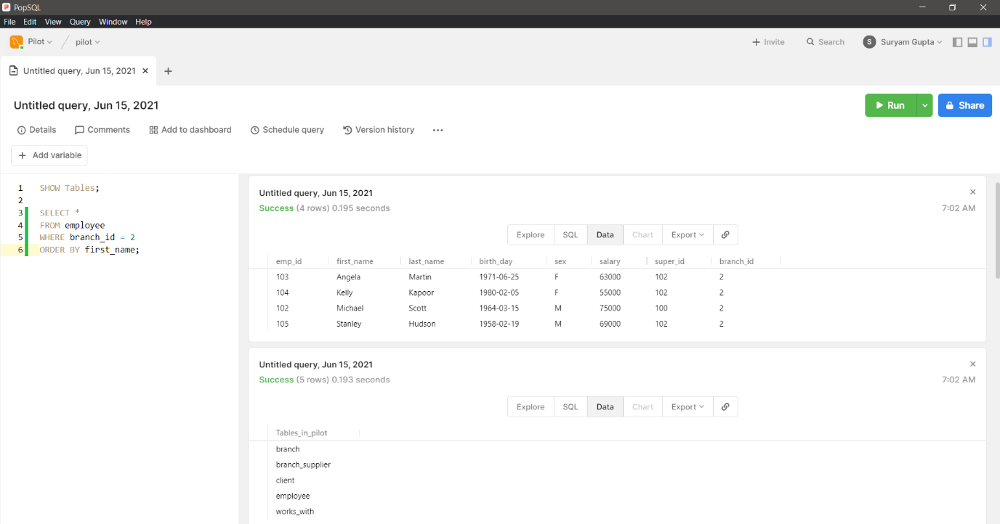 PopSQL
File Edit View Query Window Help
Pilot pilot Invite Search S Suryam Gupta
Untitled query, Jun 15, 2021
Untitled query, Jun 15, 2021
Run Share
Details Comments Add to dashboard Schedule query Version history
Add variable
1 SHOW Tables;
2
3 SELECT *
4 FROM employee
5 WHERE branch_id = 2
6 ORDER BY first_name;
Untitled query, Jun 15, 2021
Success (4 rows) 0.195 seconds 7:02 AM
Explore SQL Data Chart Export
emp_id first_name last_name birth_day sex salary super_id branch_id
103 Angela Martin 1971-06-25 F 63000 102 2
104 Kelly Kapoor 1980-02-05 F 55000 102 2
102 Michael Scott 1964-03-15 M 75000 100 2
105 Stanley Hudson 1958-02-19 M 69000 102 2
Untitled query, Jun 15, 2021
Success (5 rows) 0.193 seconds 7:02 AM
Explore SQL Data Chart Export
Tables_in_pilot
branch
branch_supplier
client
employee
works_with